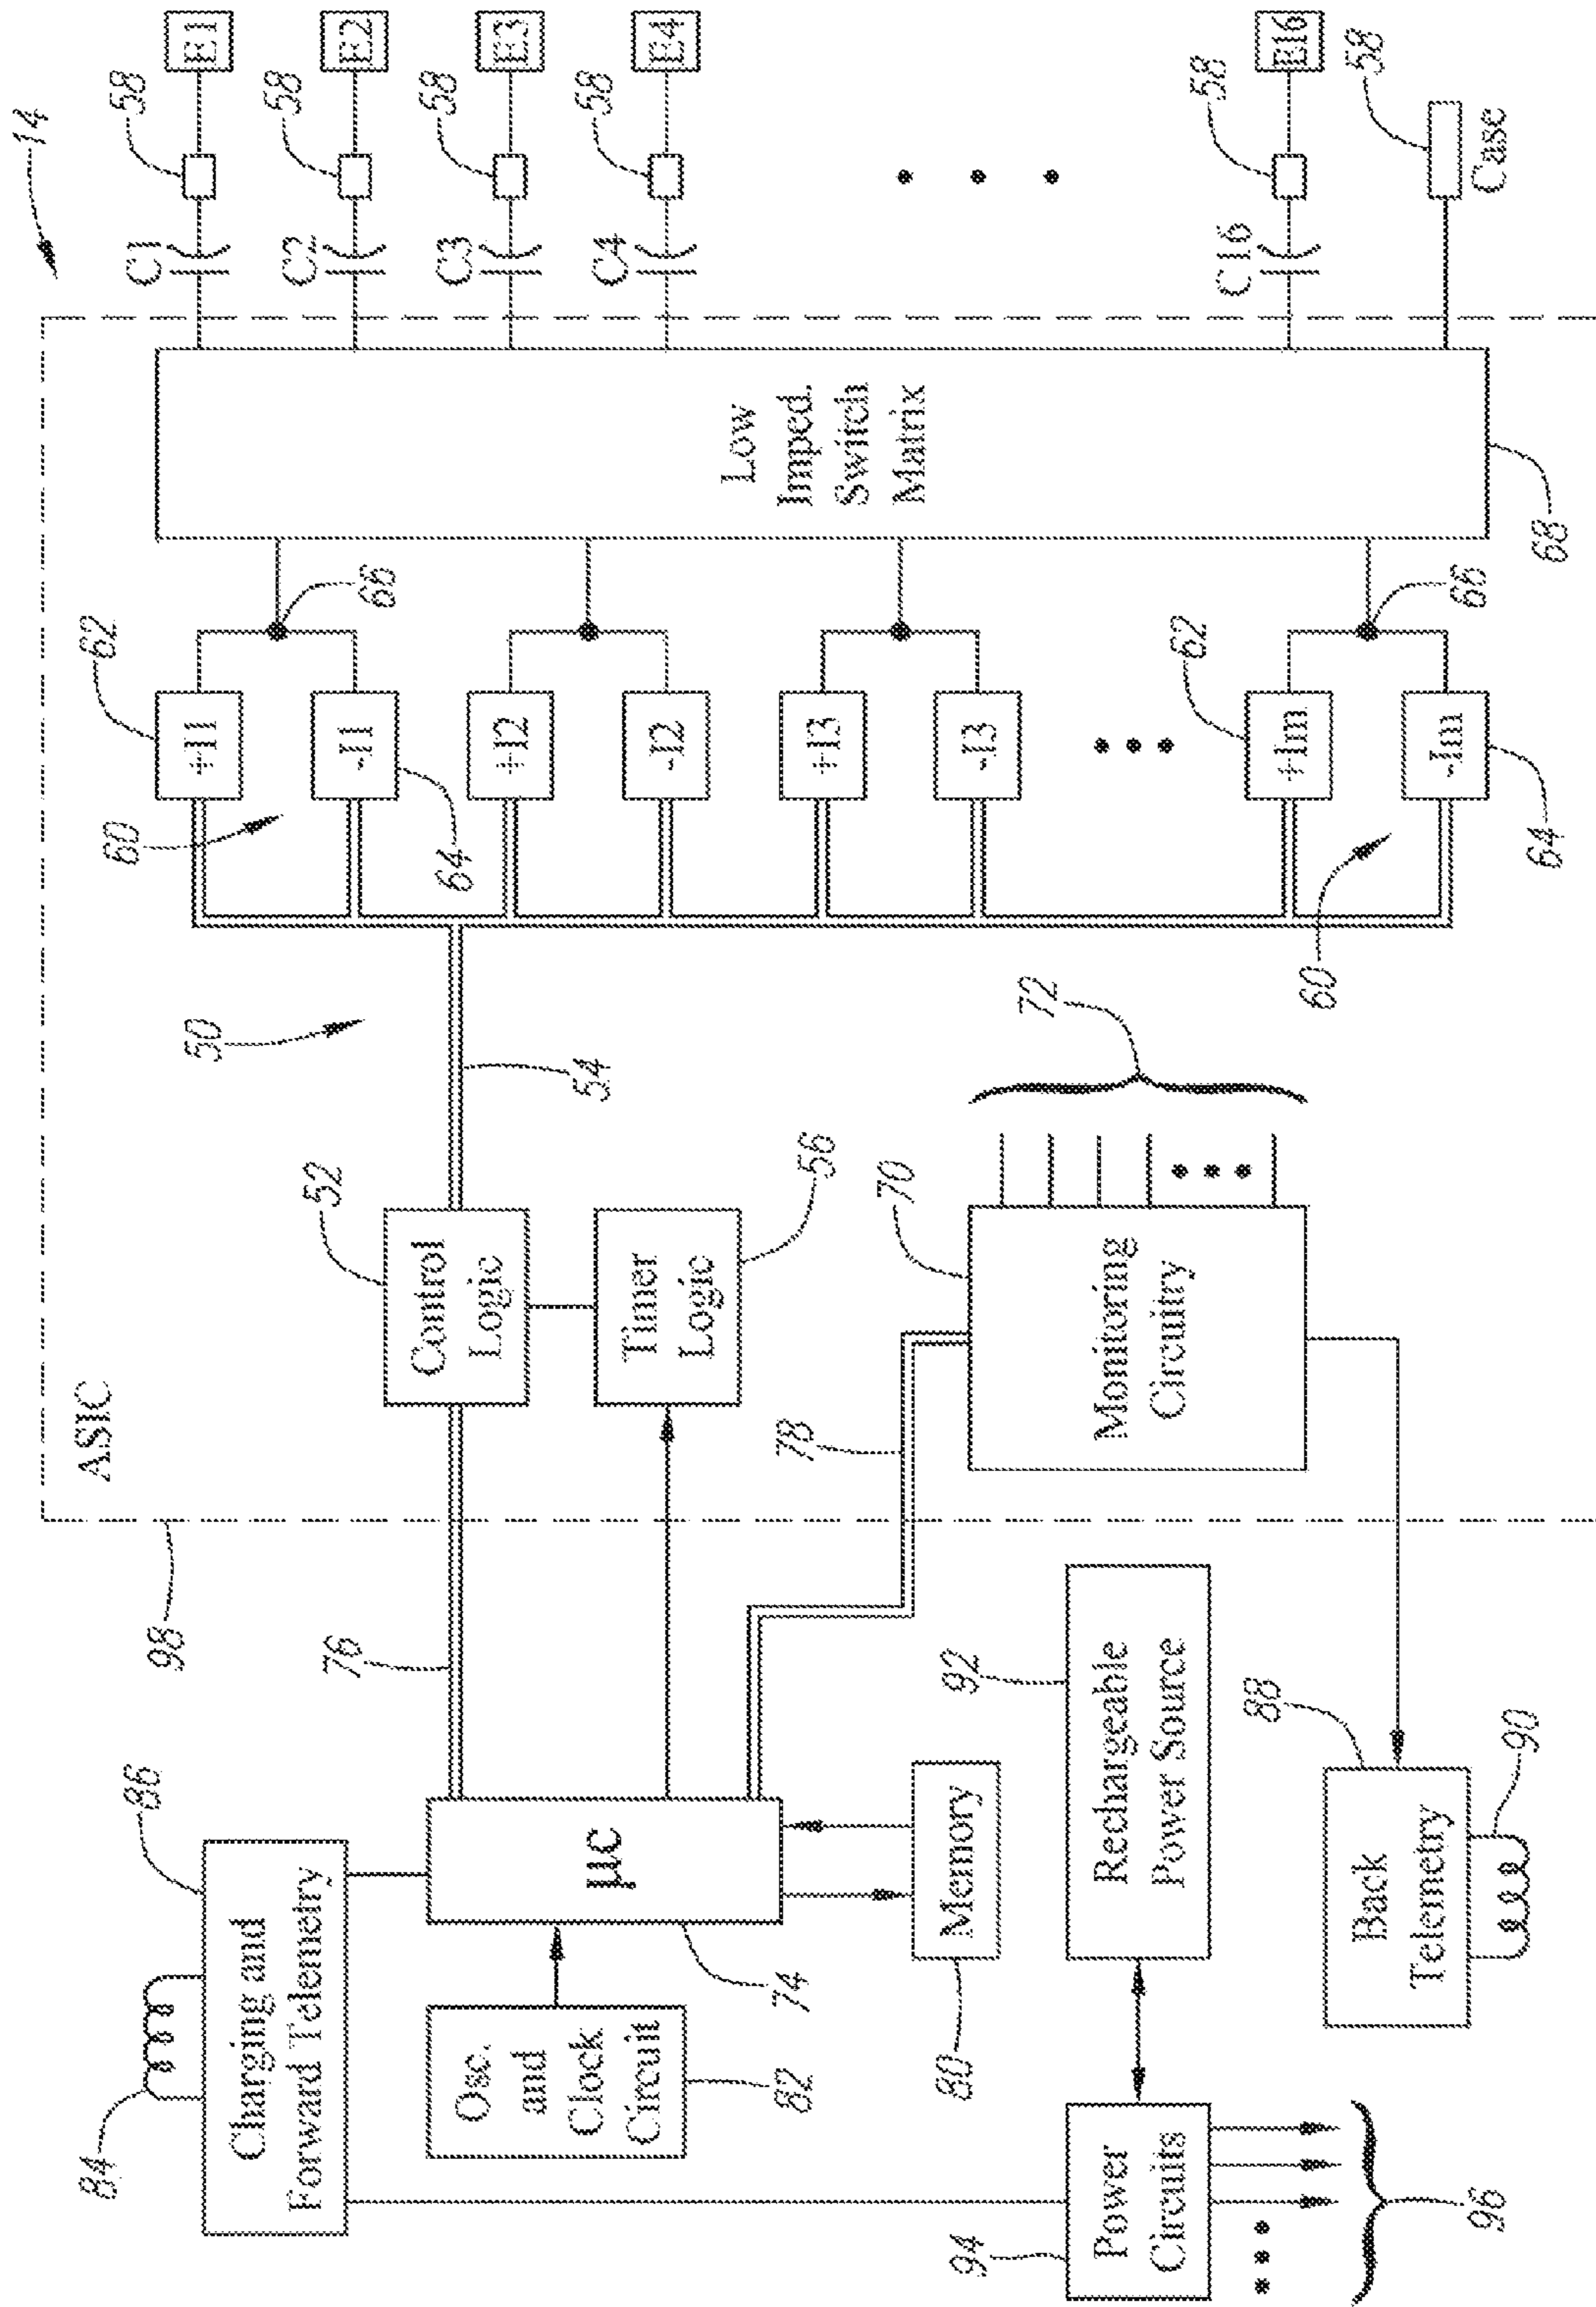 14
ASIC
98
84
Charging and
Forward Telemetry
86
Osc.
and
Clock
Circuit
82
µC
74
76
78
Memory
80
Control
Logic
52
Timer
Logic
56
50
54
60
+I1
62
-I1
64
+I2
-I2
+I3
-I3
+Im
62
-Im
64
60
66
66
Low
Imped.
Switch
Matrix
68
C1
58
E1
C2
58
E2
C3
58
E3
C4
58
E4
C16
58
E16
58
Case
Monitoring
Circuitry
70
72
Rechargeable
Power Source
92
Power
Circuits
94
96
Back
Telemetry
88
90